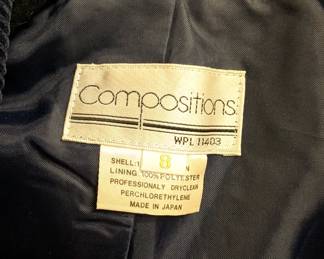 Compositions
WPL 11403
SHELL:
8
LINING: 100% POLYESTER
PROFESSIONALY DRYCLEAN
PERCHLORETHYLENE
MADE IN JAPAN